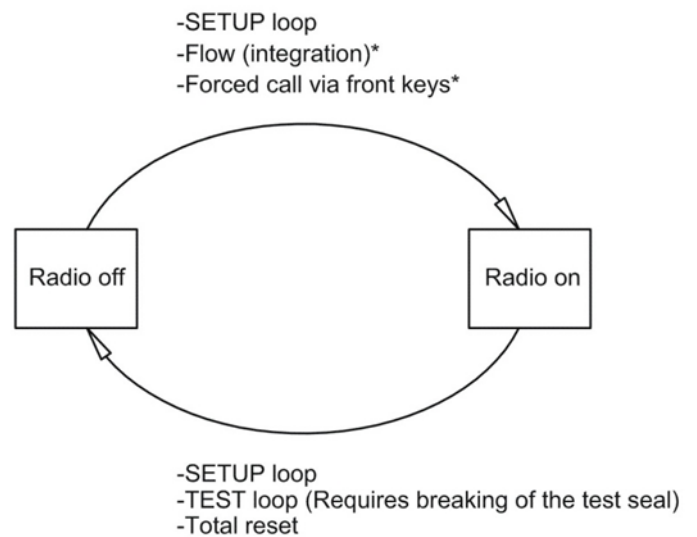 -SETUP loop
-Flow (integration)*
-Forced call via front keys*
Radio off
Radio on
-SETUP loop
-TEST loop (Requires breaking of the test seal)
-Total reset